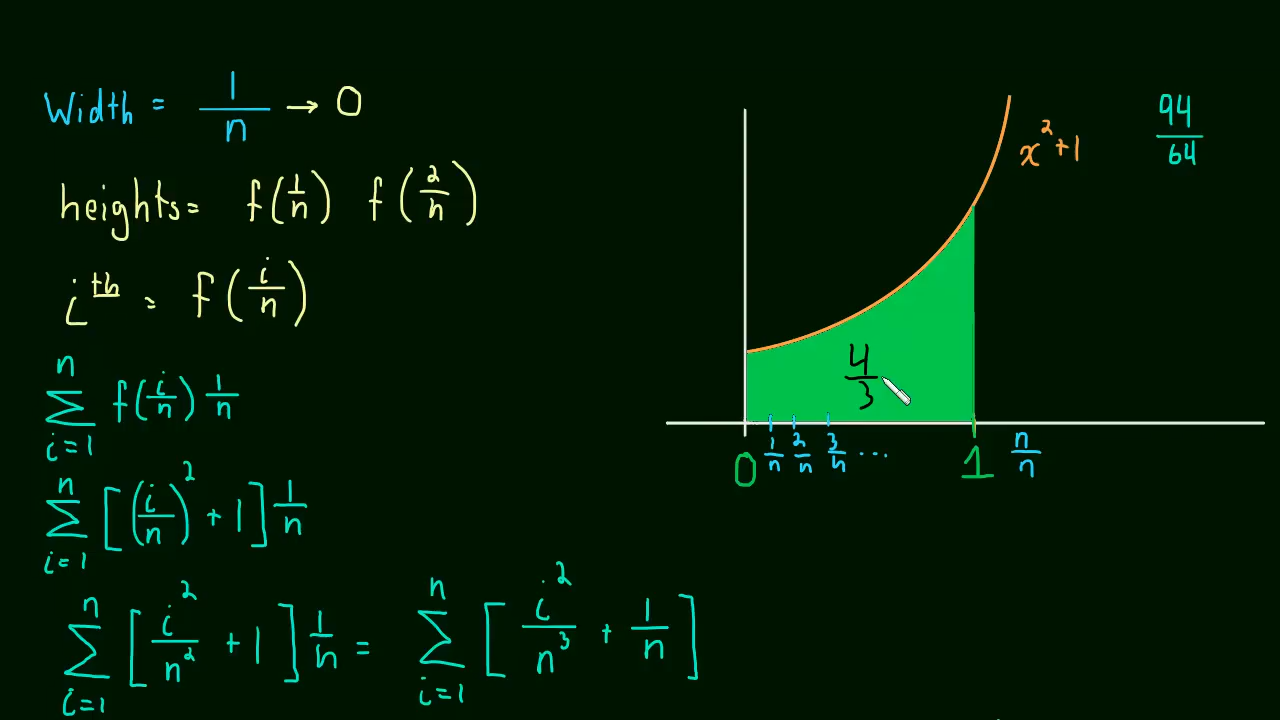 Width = 1/n → 0
heights = f(1/n) f(2/n)
i^th = f(i/n)
∑_{i=1}^{n} f(i/n) 1/n
∑_{i=1}^{n} [(i/n)^2 + 1] 1/n
∑_{i=1}^{n} [i^2/n^2 + 1] 1/n = ∑_{i=1}^{n} [i^2/n^3 + 1/n]
x^2+1
94/64
4/3
0 1/n 2/n 3/n ... 1 n/n